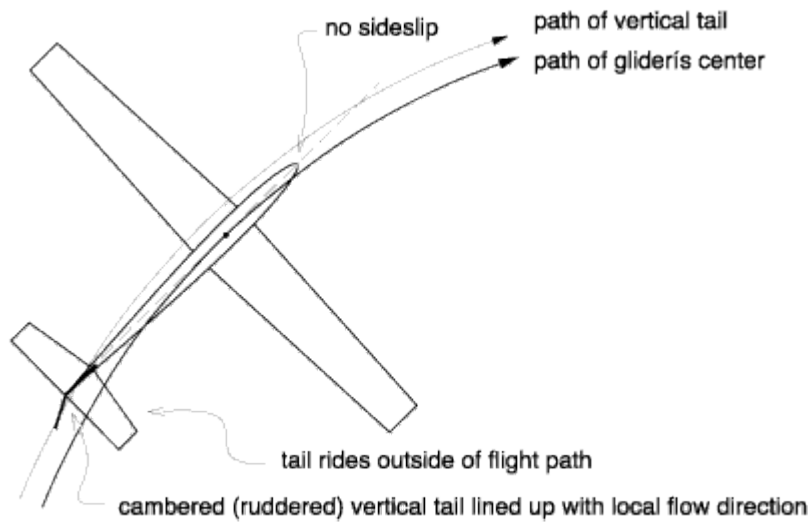 no sideslip
path of vertical tail
path of gliderís center
tail rides outside of flight path
cambered (ruddered) vertical tail lined up with local flow direction